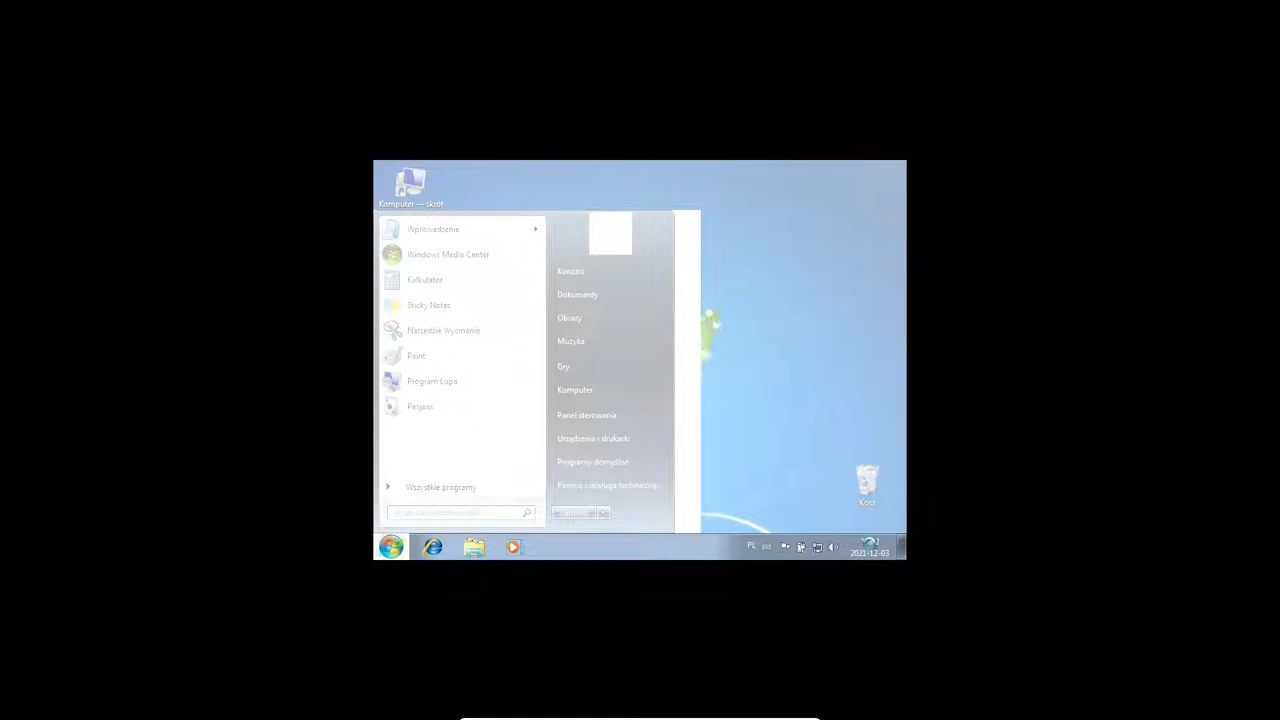 Komputer — skrót
Wprowadzenie
Windows Media Center
Kalkulator
Sticky Notes
Narzędzie Wycinanie
Paint
Program Lupa
Pasjans
Wszystkie programy
Dokumenty
Obrazy
Muzyka
Gry
Komputer
Panel sterowania
Urządzenia i drukarki
Programy domyślne
Pomoc i obsługa techniczna
Kosz
PL
2021-12-03